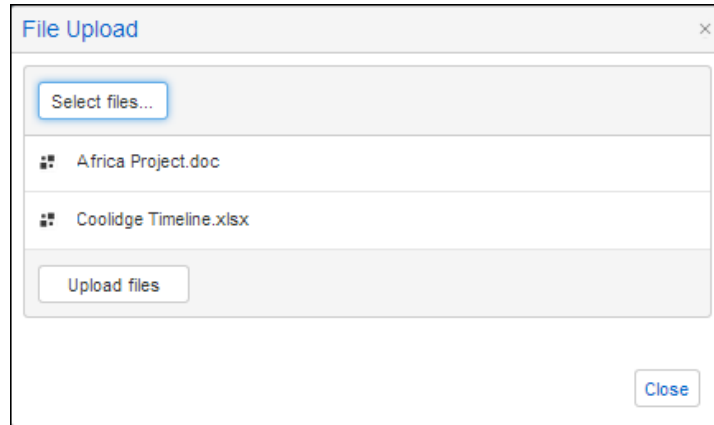 File Upload
Select files...
Africa Project.doc
Coolidge Timeline.xlsx
Upload files
Close